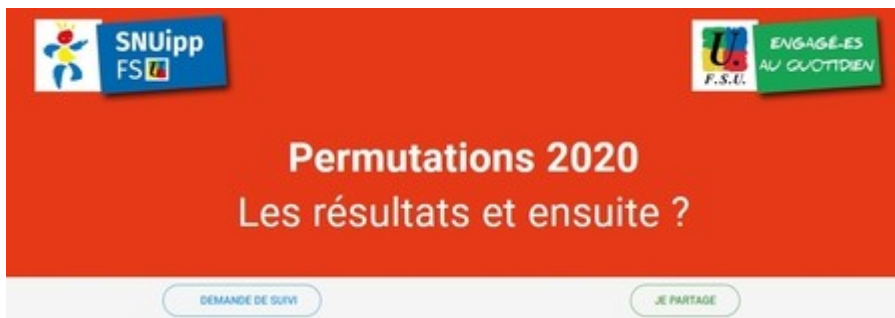 SNUipp
FSU
U.
F.S.U.
ENGAGÉ·ES
AU QUOTIDIEN
Permutations 2020
Les résultats et ensuite ?
DEMANDE DE SUIVI
JE PARTAGE